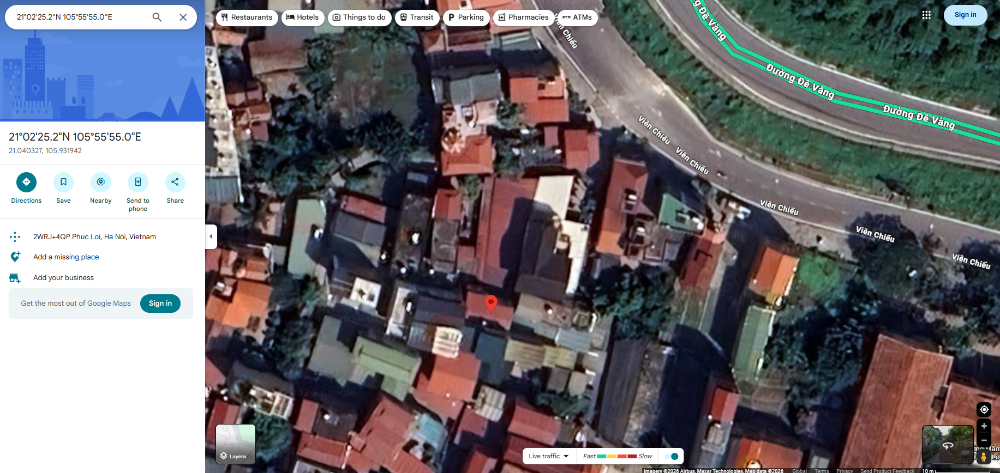 21°02'25.2"N 105°55'55.0"E
Restaurants
Hotels
Things to do
Transit
Parking
Pharmacies
ATMs
Sign in
21°02'25.2"N 105°55'55.0"E
21.040327, 105.931942
Directions
Save
Nearby
Send to
phone
Share
2WRJ+4QP Phuc Loi, Ha Noi, Vietnam
Add a missing place
Add your business
Get the most out of Google Maps
Sign in
Viên Chiếu
Đường Đê Vàng
Đường Đê Vàng
Viên Chiếu
Viên Chiếu
Viên Chiếu
Viên Chiếu
Viên Chiếu
Layers
Live traffic
Fast
Slow
Imagery ©2026 Airbus, Maxar Technologies, Map data ©2026
Global
Terms
Privacy
Send Product Feedback
10 m